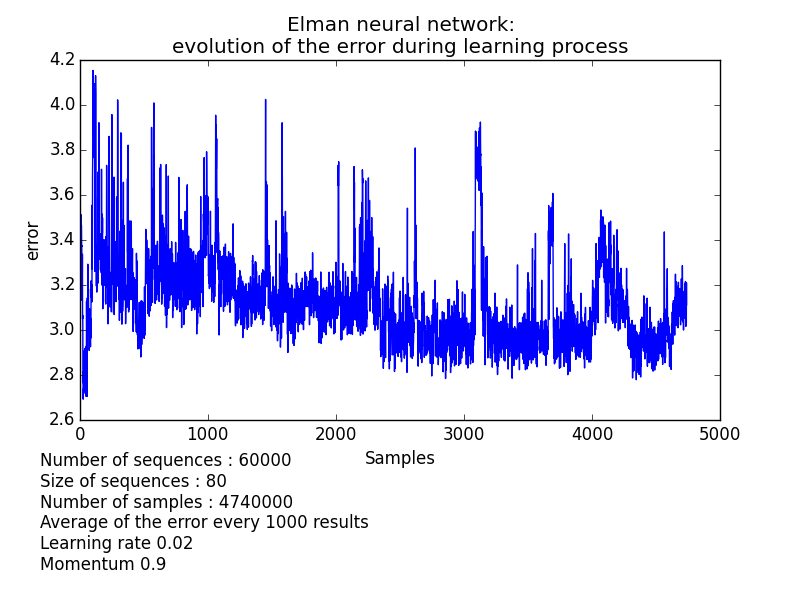 Elman neural network:
evolution of the error during learning process
4.2
4.0
3.8
3.6
3.4
3.2
3.0
2.8
2.6
error
0 1000 2000 3000 4000 5000
Samples
Number of sequences : 60000
Size of sequences : 80
Number of samples : 4740000
Average of the error every 1000 results
Learning rate 0.02
Momentum 0.9